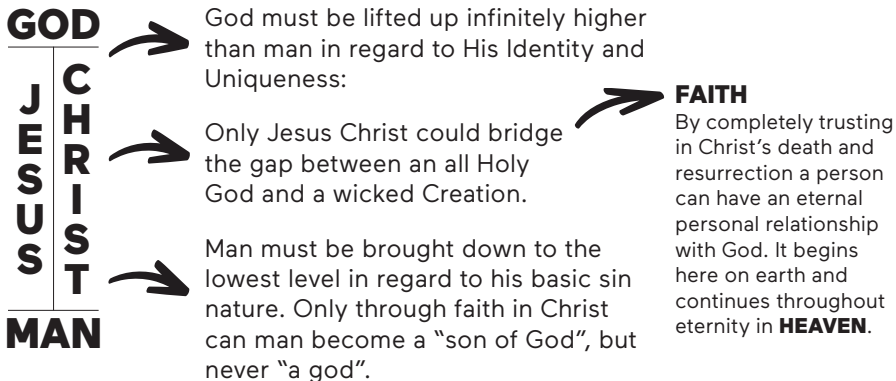 GOD
JESUS
CHRIST
MAN
God must be lifted up infinitely higher
than man in regard to His Identity and
Uniqueness:
Only Jesus Christ could bridge
the gap between an all Holy
God and a wicked Creation.
Man must be brought down to the
lowest level in regard to his basic sin
nature. Only through faith in Christ
can man become a “son of God”, but
never “a god”.
FAITH
By completely trusting
in Christ’s death and
resurrection a person
can have an eternal
personal relationship
with God. It begins
here on earth and
continues throughout
eternity in HEAVEN.